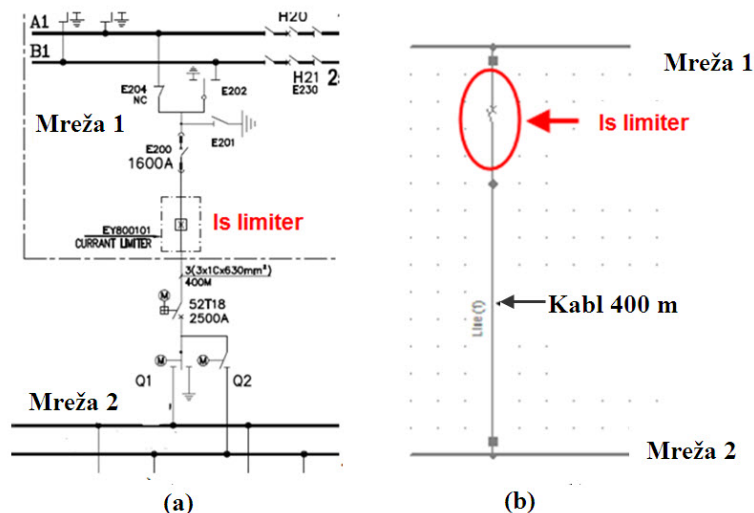 A1
H20
B1
H21
E230
2
E204
NC
E202
Mreža 1
E201
E200
1600A
Is limiter
EY800101
CURRANT LIMITER
3(3x1Cx630mm²)
400M
M
52T18
2500A
M
M
Q1
Q2
Mreža 2
(a)
Mreža 1
Is limiter
Kabl 400 m
Line(1)
Mreža 2
(b)